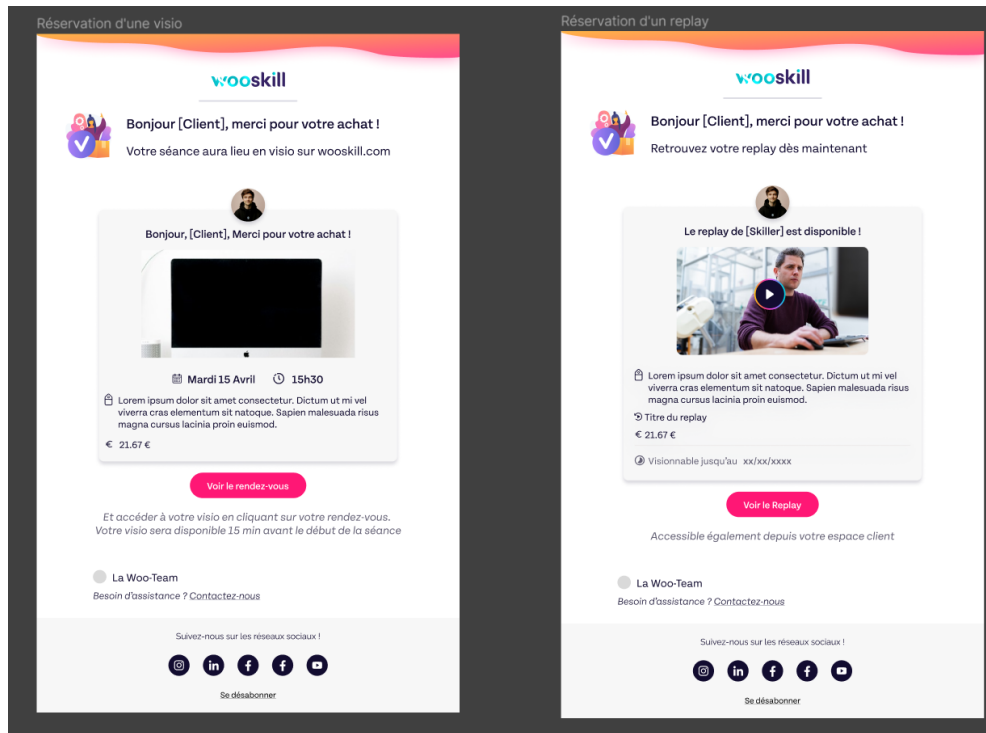 Réservation d'une visio
wooskill
Bonjour [Client], merci pour votre achat !
Votre séance aura lieu en visio sur wooskill.com
Bonjour, [Client], Merci pour votre achat !
Mardi 15 Avril 15h30
Lorem ipsum dolor sit amet consectetur. Dictum ut mi vel
viverra cras elementum sit natoque. Sapien malesuada risus
magna cursus lacinia proin euismod.
€ 21.67 €
Voir le rendez-vous
Et accéder à votre visio en cliquant sur votre rendez-vous.
Votre visio sera disponible 15 min avant le début de la séance
La Woo-Team
Besoin d'assistance ? Contactez-nous
Suivez-nous sur les réseaux sociaux !
in
Se désabonner
Réservation d'un replay
wooskill
Bonjour [Client], merci pour votre achat !
Retrouvez votre replay dès maintenant
Le replay de [Skiller] est disponible !
Lorem ipsum dolor sit amet consectetur. Dictum ut mi vel
viverra cras elementum sit natoque. Sapien malesuada risus
magna cursus lacinia proin euismod.
Titre du replay
€ 21.67 €
Visionnable jusqu'au xx/xx/xxxx
Voir le Replay
Accessible également depuis votre espace client
La Woo-Team
Besoin d'assistance ? Contactez-nous
Suivez-nous sur les réseaux sociaux !
in
Se désabonner